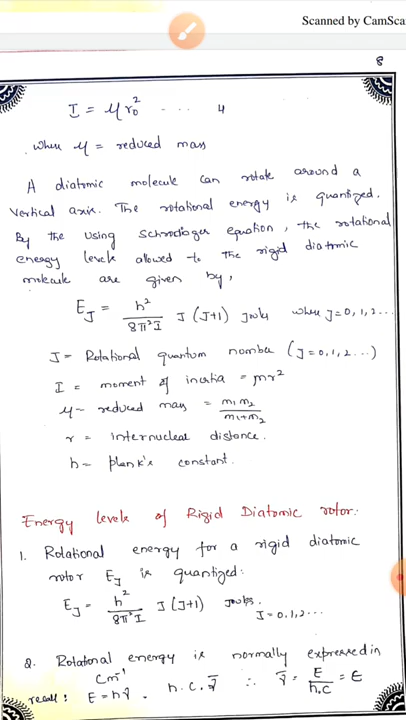 Scanned by CamSca
8
I = μr₀² .... 4
when μ = reduced mass
A diatomic molecule can rotate around a
vertical axis. The rotational energy is quantized.
By the using Schrodinger equation, the rotational
energy levels allowed to the rigid diatomic
molecule are given by,
E_J = h²/8π²I J(J+1) joules when J=0,1,2...
J = Rotational quantum number (J=0,1,2...)
I = moment of inertia = μr²
μ = reduced mass = m₁m₂/m₁+m₂
r = internuclear distance.
h = plank's constant.
Energy levels of Rigid Diatomic rotor:
1. Rotational energy for a rigid diatomic
rotor E_J is quantized:
E_J = h²/8π²I J(J+1) joules. J=0,1,2...
2. Rotational energy is normally expressed in
cm⁻¹
recall: E = hν = h.c.ν̄ ∴ ν̄ = E/h.c = ε